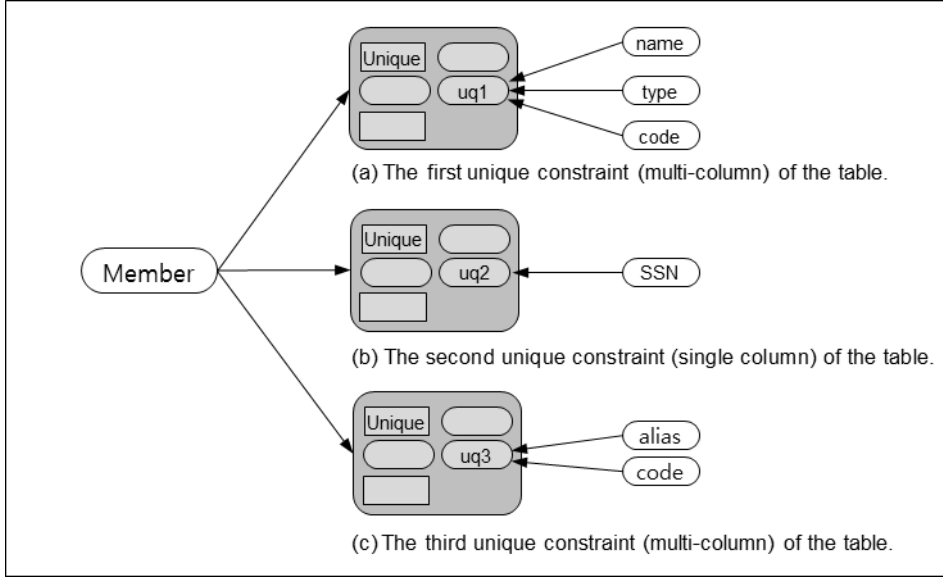 Unique
uq1
name
type
code
(a) The first unique constraint (multi-column) of the table.
Member
Unique
uq2
SSN
(b) The second unique constraint (single column) of the table.
Unique
uq3
alias
code
(c) The third unique constraint (multi-column) of the table.